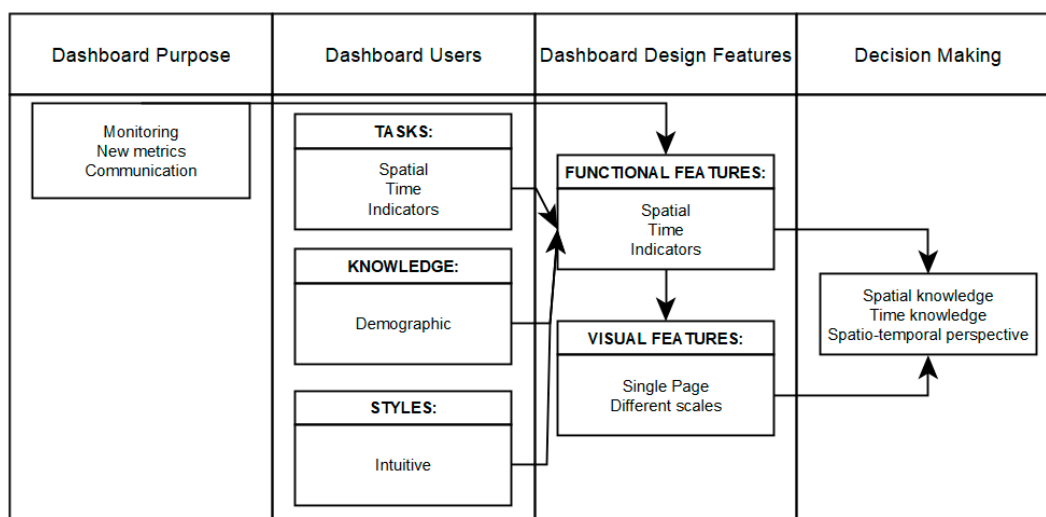 Dashboard Purpose
Dashboard Users
Dashboard Design Features
Decision Making
Monitoring
New metrics
Communication
TASKS:
Spatial
Time
Indicators
KNOWLEDGE:
Demographic
STYLES:
Intuitive
FUNCTIONAL FEATURES:
Spatial
Time
Indicators
VISUAL FEATURES:
Single Page
Different scales
Spatial knowledge
Time knowledge
Spatio-temporal perspective